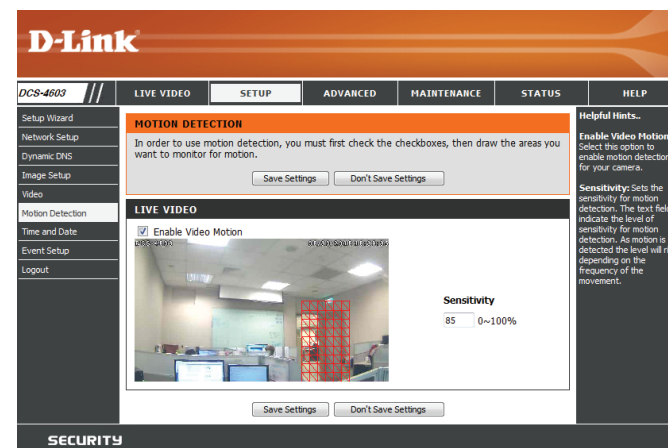 D-Link
DCS-4603
LIVE VIDEO
SETUP
ADVANCED
MAINTENANCE
STATUS
HELP
Setup Wizard
Network Setup
Dynamic DNS
Image Setup
Video
Motion Detection
Time and Date
Event Setup
Logout
MOTION DETECTION
In order to use motion detection, you must first check the checkboxes, then draw the areas you
want to monitor for motion.
Save Settings
Don't Save Settings
LIVE VIDEO
Enable Video Motion
Sensitivity
85 0~100%
Save Settings
Don't Save Settings
Helpful Hints..
Enable Video Motion
Select this option to
enable motion detection
for your camera.
Sensitivity: Sets the
sensitivity for motion
detection. The text
indicate the level of
sensitivity for motion
detection. As motion is
detected the level will
depending on the
frequency of the
movement.
SECURITY